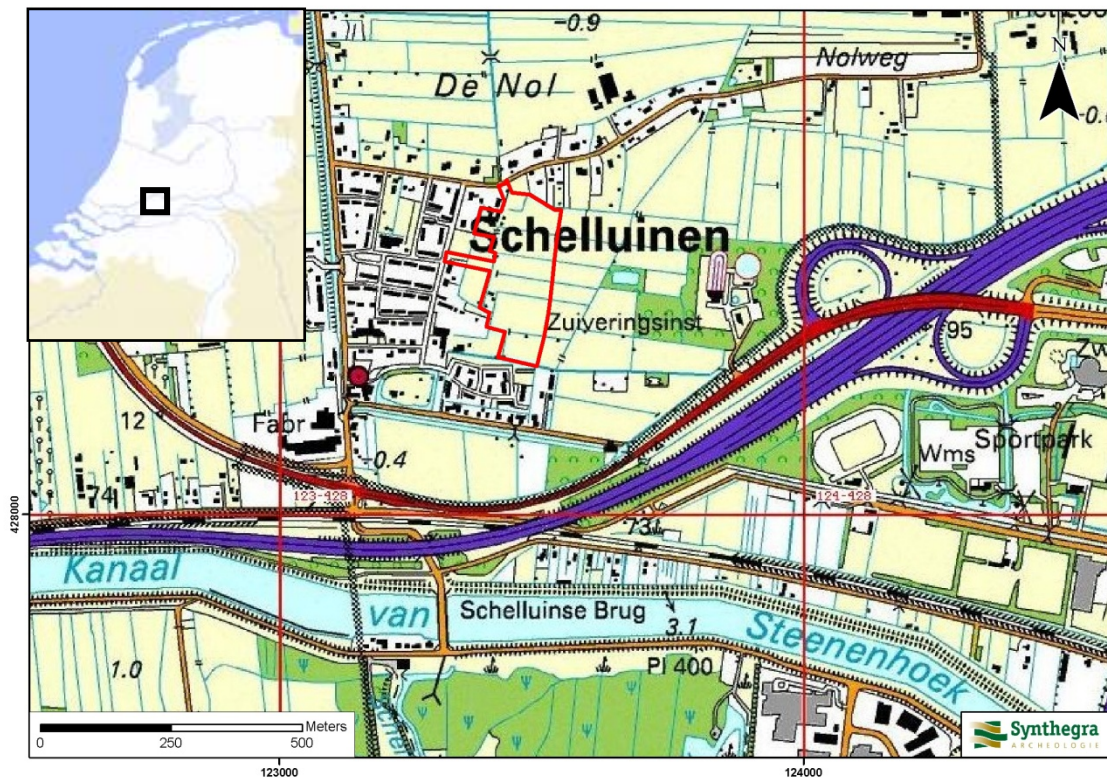 -0.9
Nolweg
De Nol
N
Schelluinen
Zuiveringsinst
95
12
Fabr
Sportpark
Wms
-0.4
74
123-428
124-428
428000
73
Kanaal
van
Schelluinse Brug
3.1
Steenenhoek
1.0
Pl 400
Meters
0 250 500
Synthegra
ARCHEOLOGIE
123000 124000